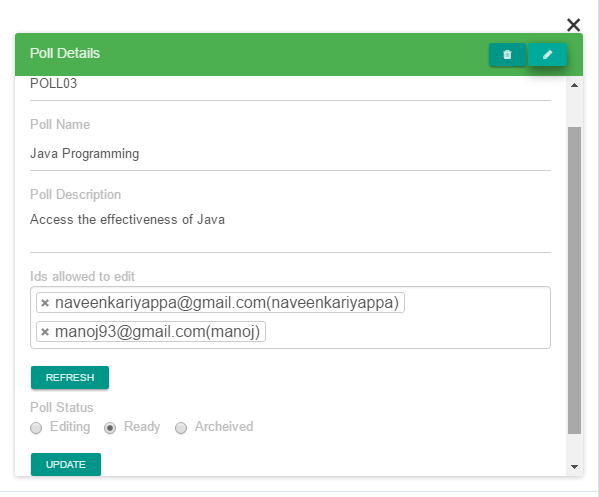 Poll Details
POLL03
Poll Name
Java Programming
Poll Description
Access the effectiveness of Java
Ids allowed to edit
× naveenkariyappa@gmail.com(naveenkariyappa)
× manoj93@gmail.com(manoj)
REFRESH
Poll Status
Editing Ready Archeived
UPDATE